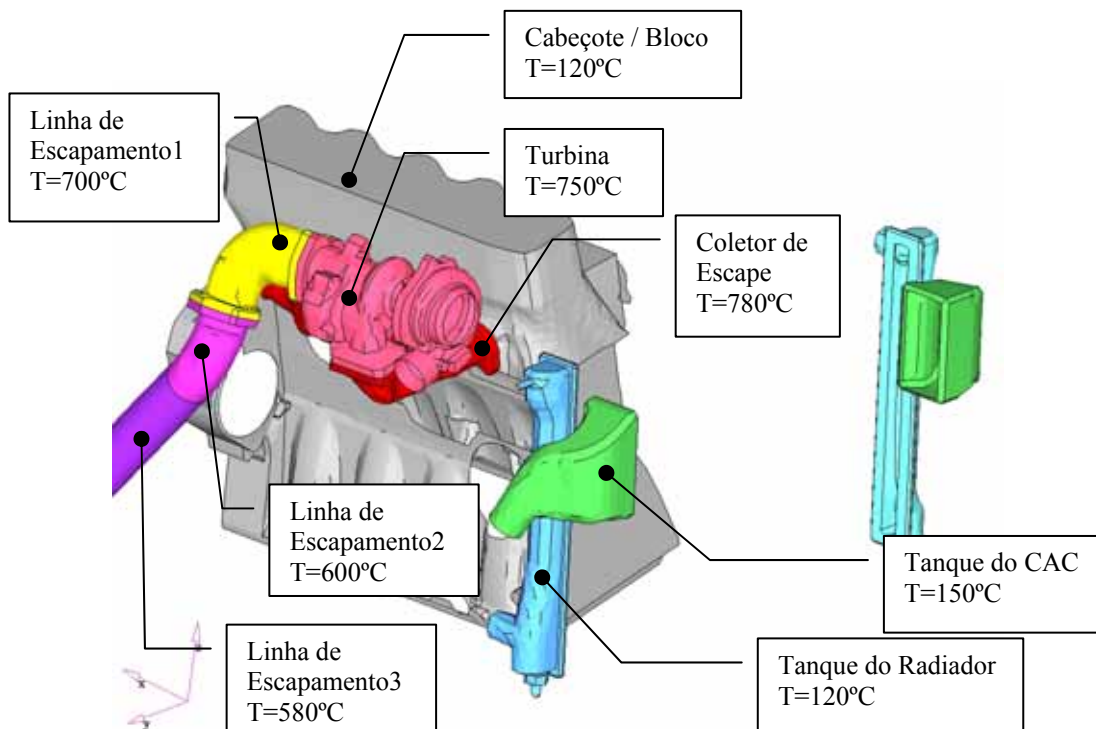 Cabeçote / Bloco
T=120ºC
Linha de
Escapamento1
T=700ºC
Turbina
T=750ºC
Coletor de
Escape
T=780ºC
Linha de
Escapamento2
T=600ºC
Tanque do CAC
T=150ºC
Linha de
Escapamento3
T=580ºC
Tanque do Radiador
T=120ºC